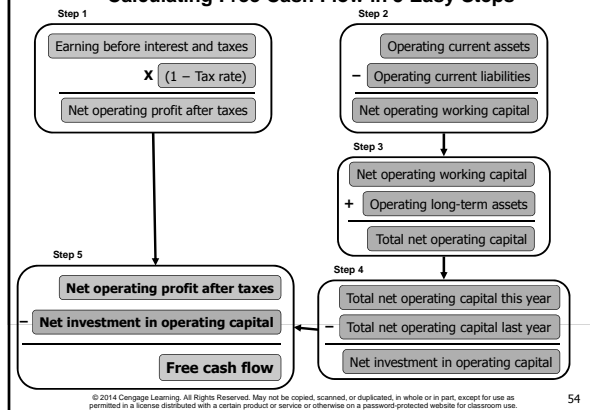 Calculating Free Cash Flow in 5 Easy Steps
Step 1
Earning before interest and taxes
X (1 − Tax rate)
Net operating profit after taxes
Step 2
Operating current assets
− Operating current liabilities
Net operating working capital
Step 3
Net operating working capital
+ Operating long-term assets
Total net operating capital
Step 4
Total net operating capital this year
− Total net operating capital last year
Net investment in operating capital
Step 5
Net operating profit after taxes
− Net investment in operating capital
Free cash flow
© 2014 Cengage Learning. All Rights Reserved. May not be copied, scanned, or duplicated, in whole or in part, except for use as
permitted in a license distributed with a certain product or service or otherwise on a password-protected website for classroom use.
54